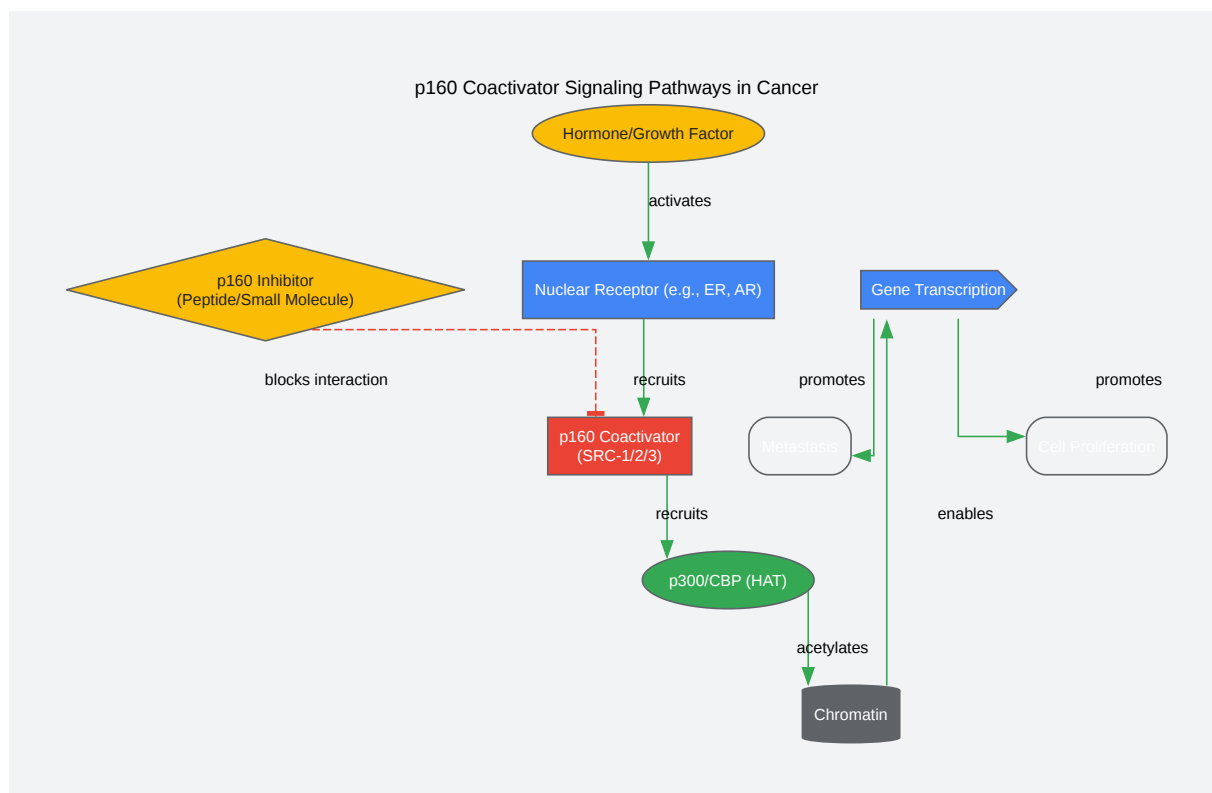 p160 Coactivator Signaling Pathways in Cancer
Hormone/Growth Factor
activates
p160 Inhibitor
(Peptide/Small Molecule)
Nuclear Receptor (e.g., ER, AR)
Gene Transcription
blocks interaction
recruits
promotes
promotes
p160 Coactivator
(SRC-1/2/3)
Metastasis
Cell Proliferation
recruits
enables
p300/CBP (HAT)
acetylates
Chromatin